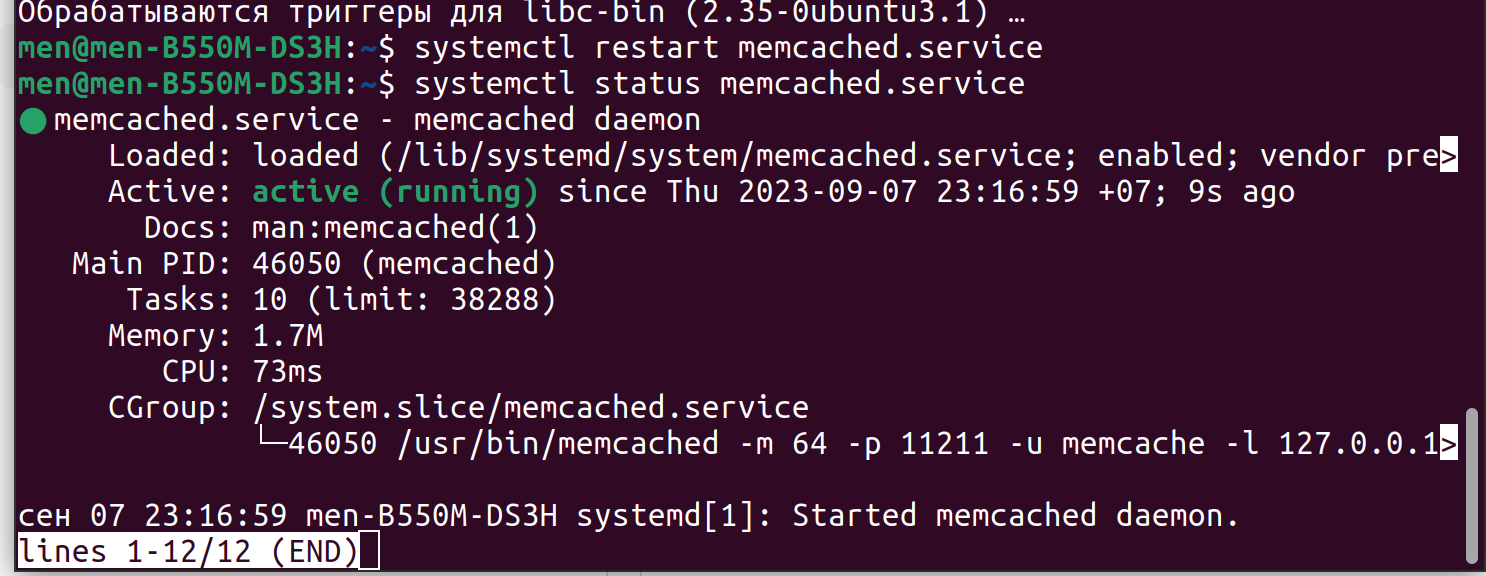 Обрабатываются триггеры для libc-bin (2.35-0ubuntu3.1) …
men@men-B550M-DS3H:~$ systemctl restart memcached.service
men@men-B550M-DS3H:~$ systemctl status memcached.service
● memcached.service - memcached daemon
Loaded: loaded (/lib/systemd/system/memcached.service; enabled; vendor pre>
Active: active (running) since Thu 2023-09-07 23:16:59 +07; 9s ago
Docs: man:memcached(1)
Main PID: 46050 (memcached)
Tasks: 10 (limit: 38288)
Memory: 1.7M
CPU: 73ms
CGroup: /system.slice/memcached.service
└─46050 /usr/bin/memcached -m 64 -p 11211 -u memcache -l 127.0.0.1>
сен 07 23:16:59 men-B550M-DS3H systemd[1]: Started memcached daemon.
lines 1-12/12 (END)